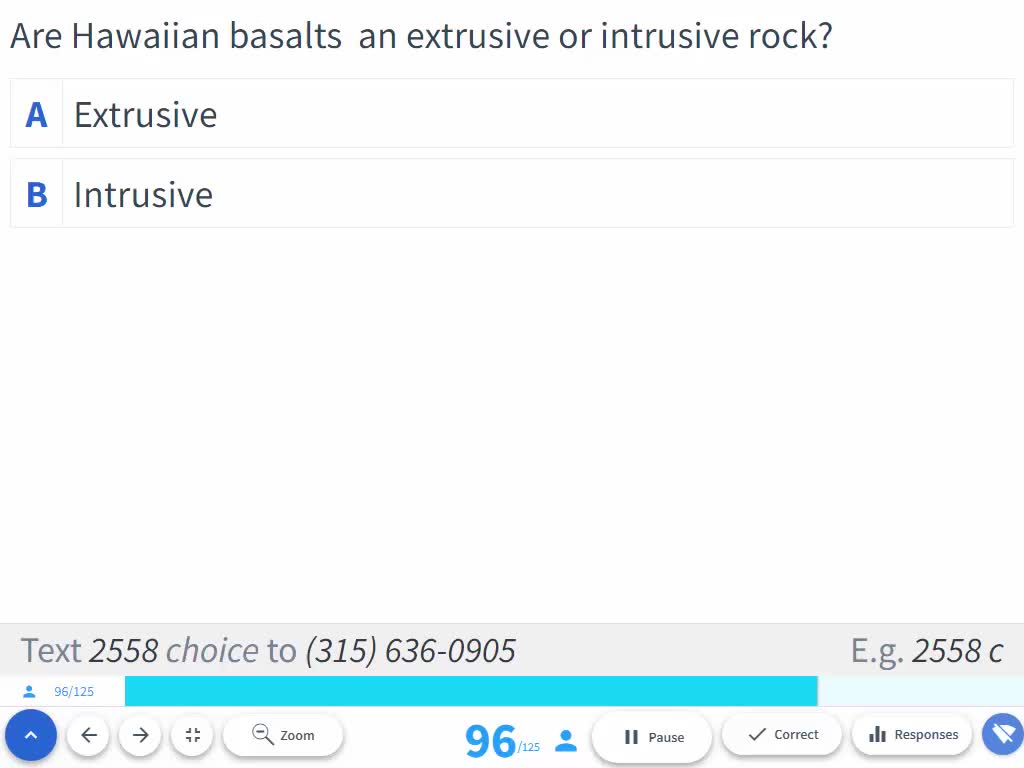 Are Hawaiian basalts  an extrusive or intrusive rock?
A Extrusive
B Intrusive
Text 2558 choice to (315) 636-0905 E.g. 2558 c
96/125
Zoom 96/125 Pause Correct Responses